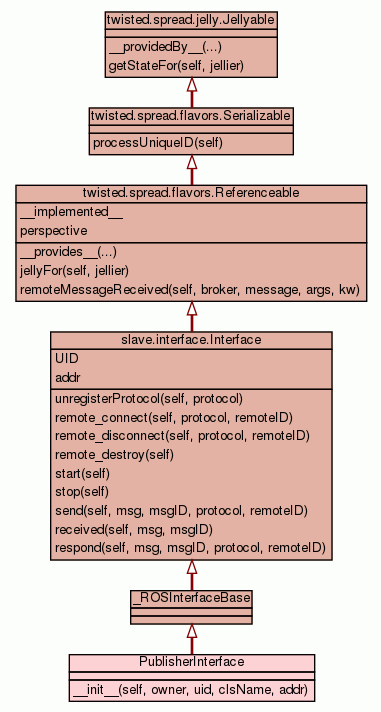 twisted.spread.jelly.Jellyable
__providedBy__(...)
getStateFor(self, jellier)
twisted.spread.flavors.Serializable
processUniqueID(self)
twisted.spread.flavors.Referenceable
__implemented__
perspective
__provides__(...)
jellyFor(self, jellier)
remoteMessageReceived(self, broker, message, args, kw)
slave.interface.Interface
UID
addr
unregisterProtocol(self, protocol)
remote_connect(self, protocol, remoteID)
remote_disconnect(self, protocol, remoteID)
remote_destroy(self)
start(self)
stop(self)
send(self, msg, msgID, protocol, remoteID)
received(self, msg, msgID)
respond(self, msg, msgID, protocol, remoteID)
_ROSInterfaceBase
PublisherInterface
__init__(self, owner, uid, clsName, addr)